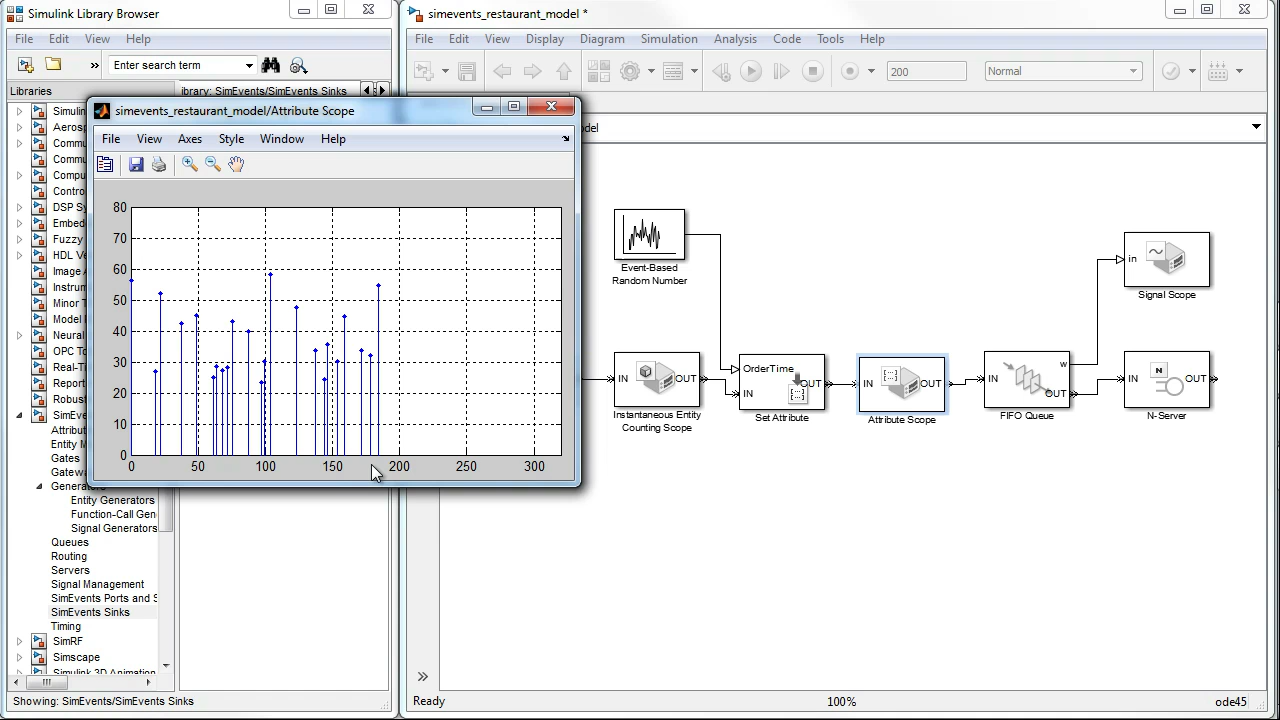 Simulink Library Browser
File Edit View Help
Enter search term
Libraries
ibrary: SimEvents/SimEvents Sinks
Simulin
Aerosp
Commu
Commu
Compu
Contro
DSP Sy
Embed
Fuzzy
HDL Ve
Image A
Instrum
Minor T
Model F
Neural
OPC To
Real-Ti
Report
Robust
SimEve
Attribut
Entity M
Gates
Gatew
Generators
Entity Generators
Function-Call Gen
Signal Generators
Queues
Routing
Servers
Signal Management
SimEvents Ports and S
SimEvents Sinks
Timing
SimRF
Simscape
Simulink 3D Animation
Showing: SimEvents/SimEvents Sinks
simevents_restaurant_model/Attribute Scope
File View Axes Style Window Help
80
70
60
50
40
30
20
10
0
0 50 100 150 200 250 300
simevents_restaurant_model *
File Edit View Display Diagram Simulation Analysis Code Tools Help
200
Normal
del
Event-Based
Random Number
in
Signal Scope
IN OUT
Instantaneous Entity
Counting Scope
OrderTime
IN
OUT
Set Attribute
IN OUT
Attribute Scope
IN
w
OUT
FIFO Queue
IN
N
OUT
N-Server
Ready
100%
ode45